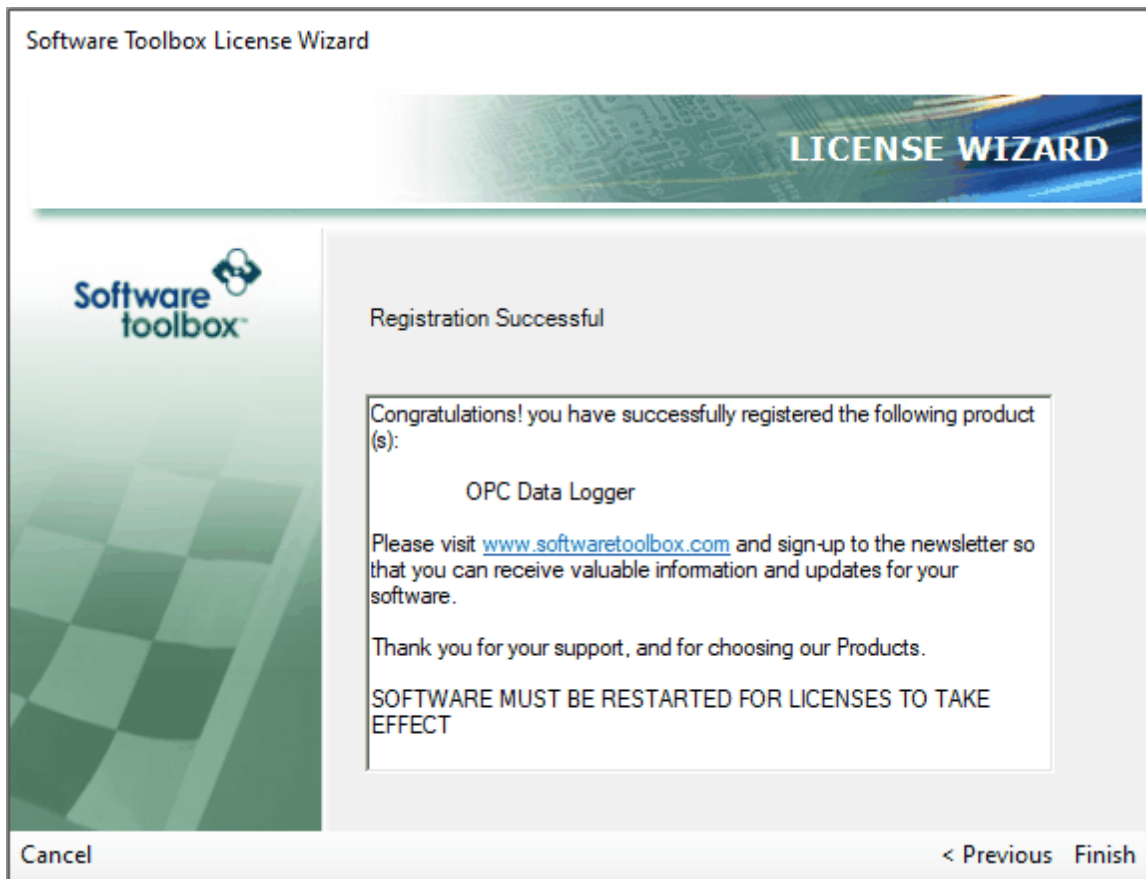 Software Toolbox License Wizard
LICENSE WIZARD
Software
toolbox™
Registration Successful
Congratulations! you have successfully registered the following product
(s):
OPC Data Logger
Please visit www.softwaretoolbox.com and sign-up to the newsletter so
that you can receive valuable information and updates for your
software.
Thank you for your support, and for choosing our Products.
SOFTWARE MUST BE RESTARTED FOR LICENSES TO TAKE
EFFECT
Cancel
< Previous Finish